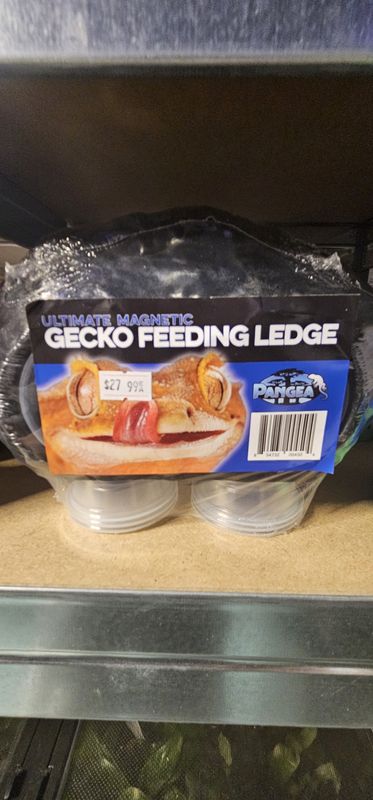 ULTIMATE MAGNETIC
GECKO FEEDING LEDGE
$27 99¢
PANGEA